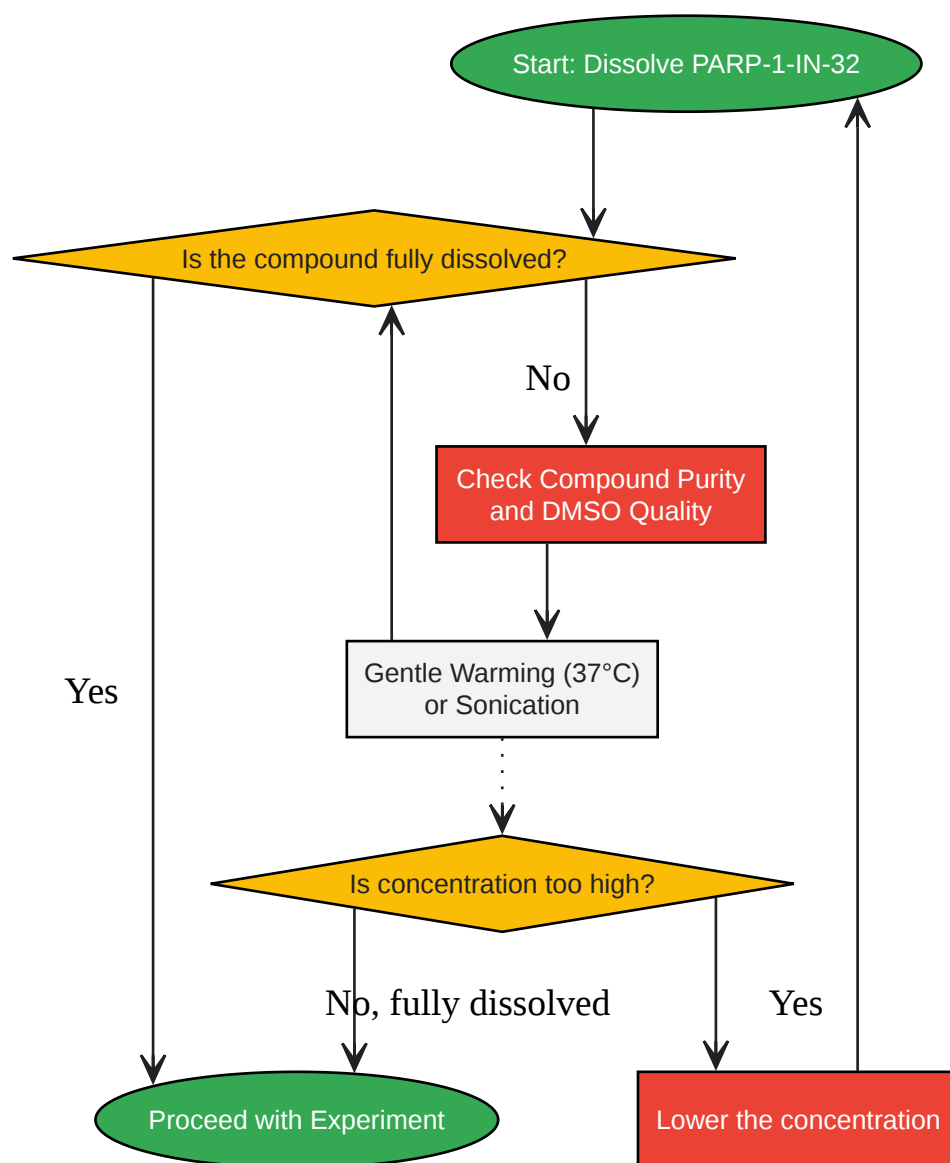 Start: Dissolve PARP-1-IN-32
Is the compound fully dissolved?
No
Check Compound Purity
and DMSO Quality
Gentle Warming (37°C)
or Sonication
Yes
Is concentration too high?
No, fully dissolved
Yes
Proceed with Experiment
Lower the concentration